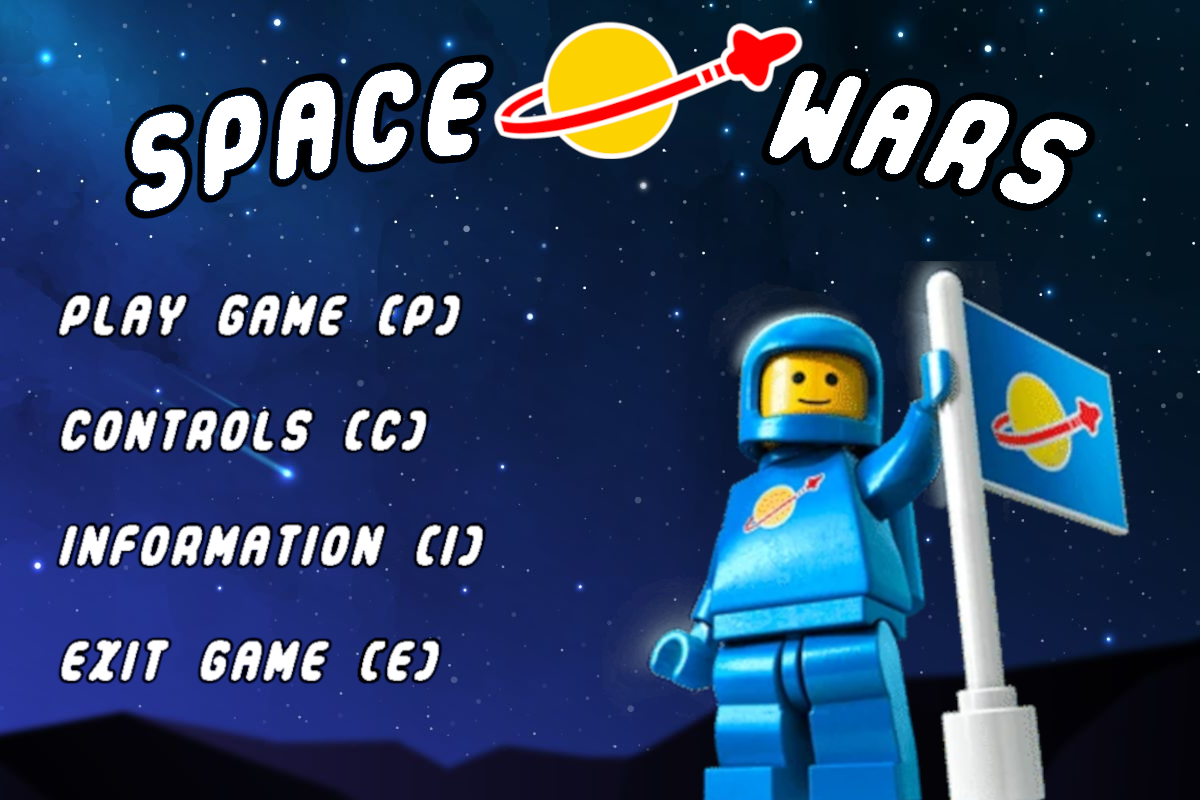 SPACE WARS
PLAY GAME (P)
CONTROLS (C)
INFORMATION (I)
EXIT GAME (E)